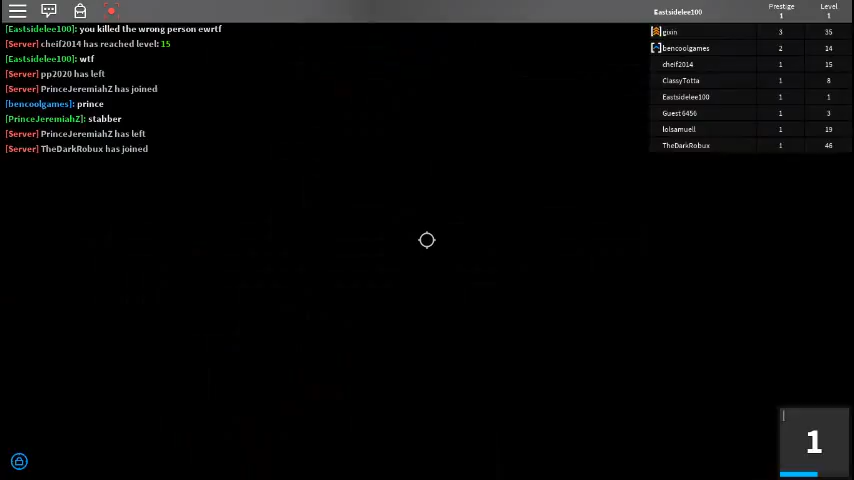 Eastsidelee100
Prestige
1
Level
1
[Eastsidelee100]: you killed the wrong person ewrtf
[Server] cheif2014 has reached level: 15
[Eastsidelee100]: wtf
[Server] pp2020 has left
[Server] PrinceJeremiahZ has joined
[bencoolgames]: prince
[PrinceJeremiahZ]: stabber
[Server] PrinceJeremiahZ has left
[Server] TheDarkRobux has joined
gixin 3 35
bencoolgames 2 14
cheif2014 1 15
ClassyTotta 1 8
Eastsidelee100 1 1
Guest 6456 1 3
lolsamuell 1 19
TheDarkRobux 1 46
1